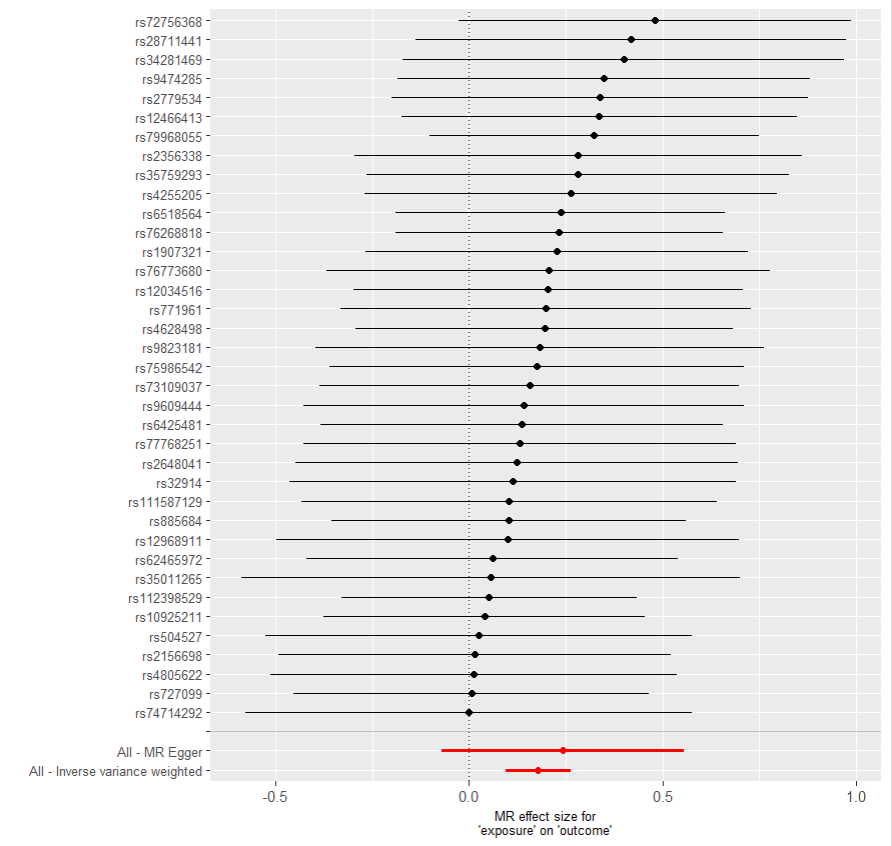 rs72756368
rs28711441
rs34281469
rs9474285
rs2779534
rs12466413
rs79968055
rs2356338
rs35759293
rs4255205
rs6518564
rs76268818
rs1907321
rs76773680
rs12034516
rs771961
rs4628498
rs9823181
rs75986542
rs73109037
rs9609444
rs6425481
rs77768251
rs2648041
rs32914
rs111587129
rs885684
rs12968911
rs62465972
rs35011265
rs112398529
rs10925211
rs504527
rs2156698
rs4805622
rs727099
rs74714292
All - MR Egger
All - Inverse variance weighted
-0.5 0.0 0.5 1.0
MR effect size for
'exposure' on 'outcome'